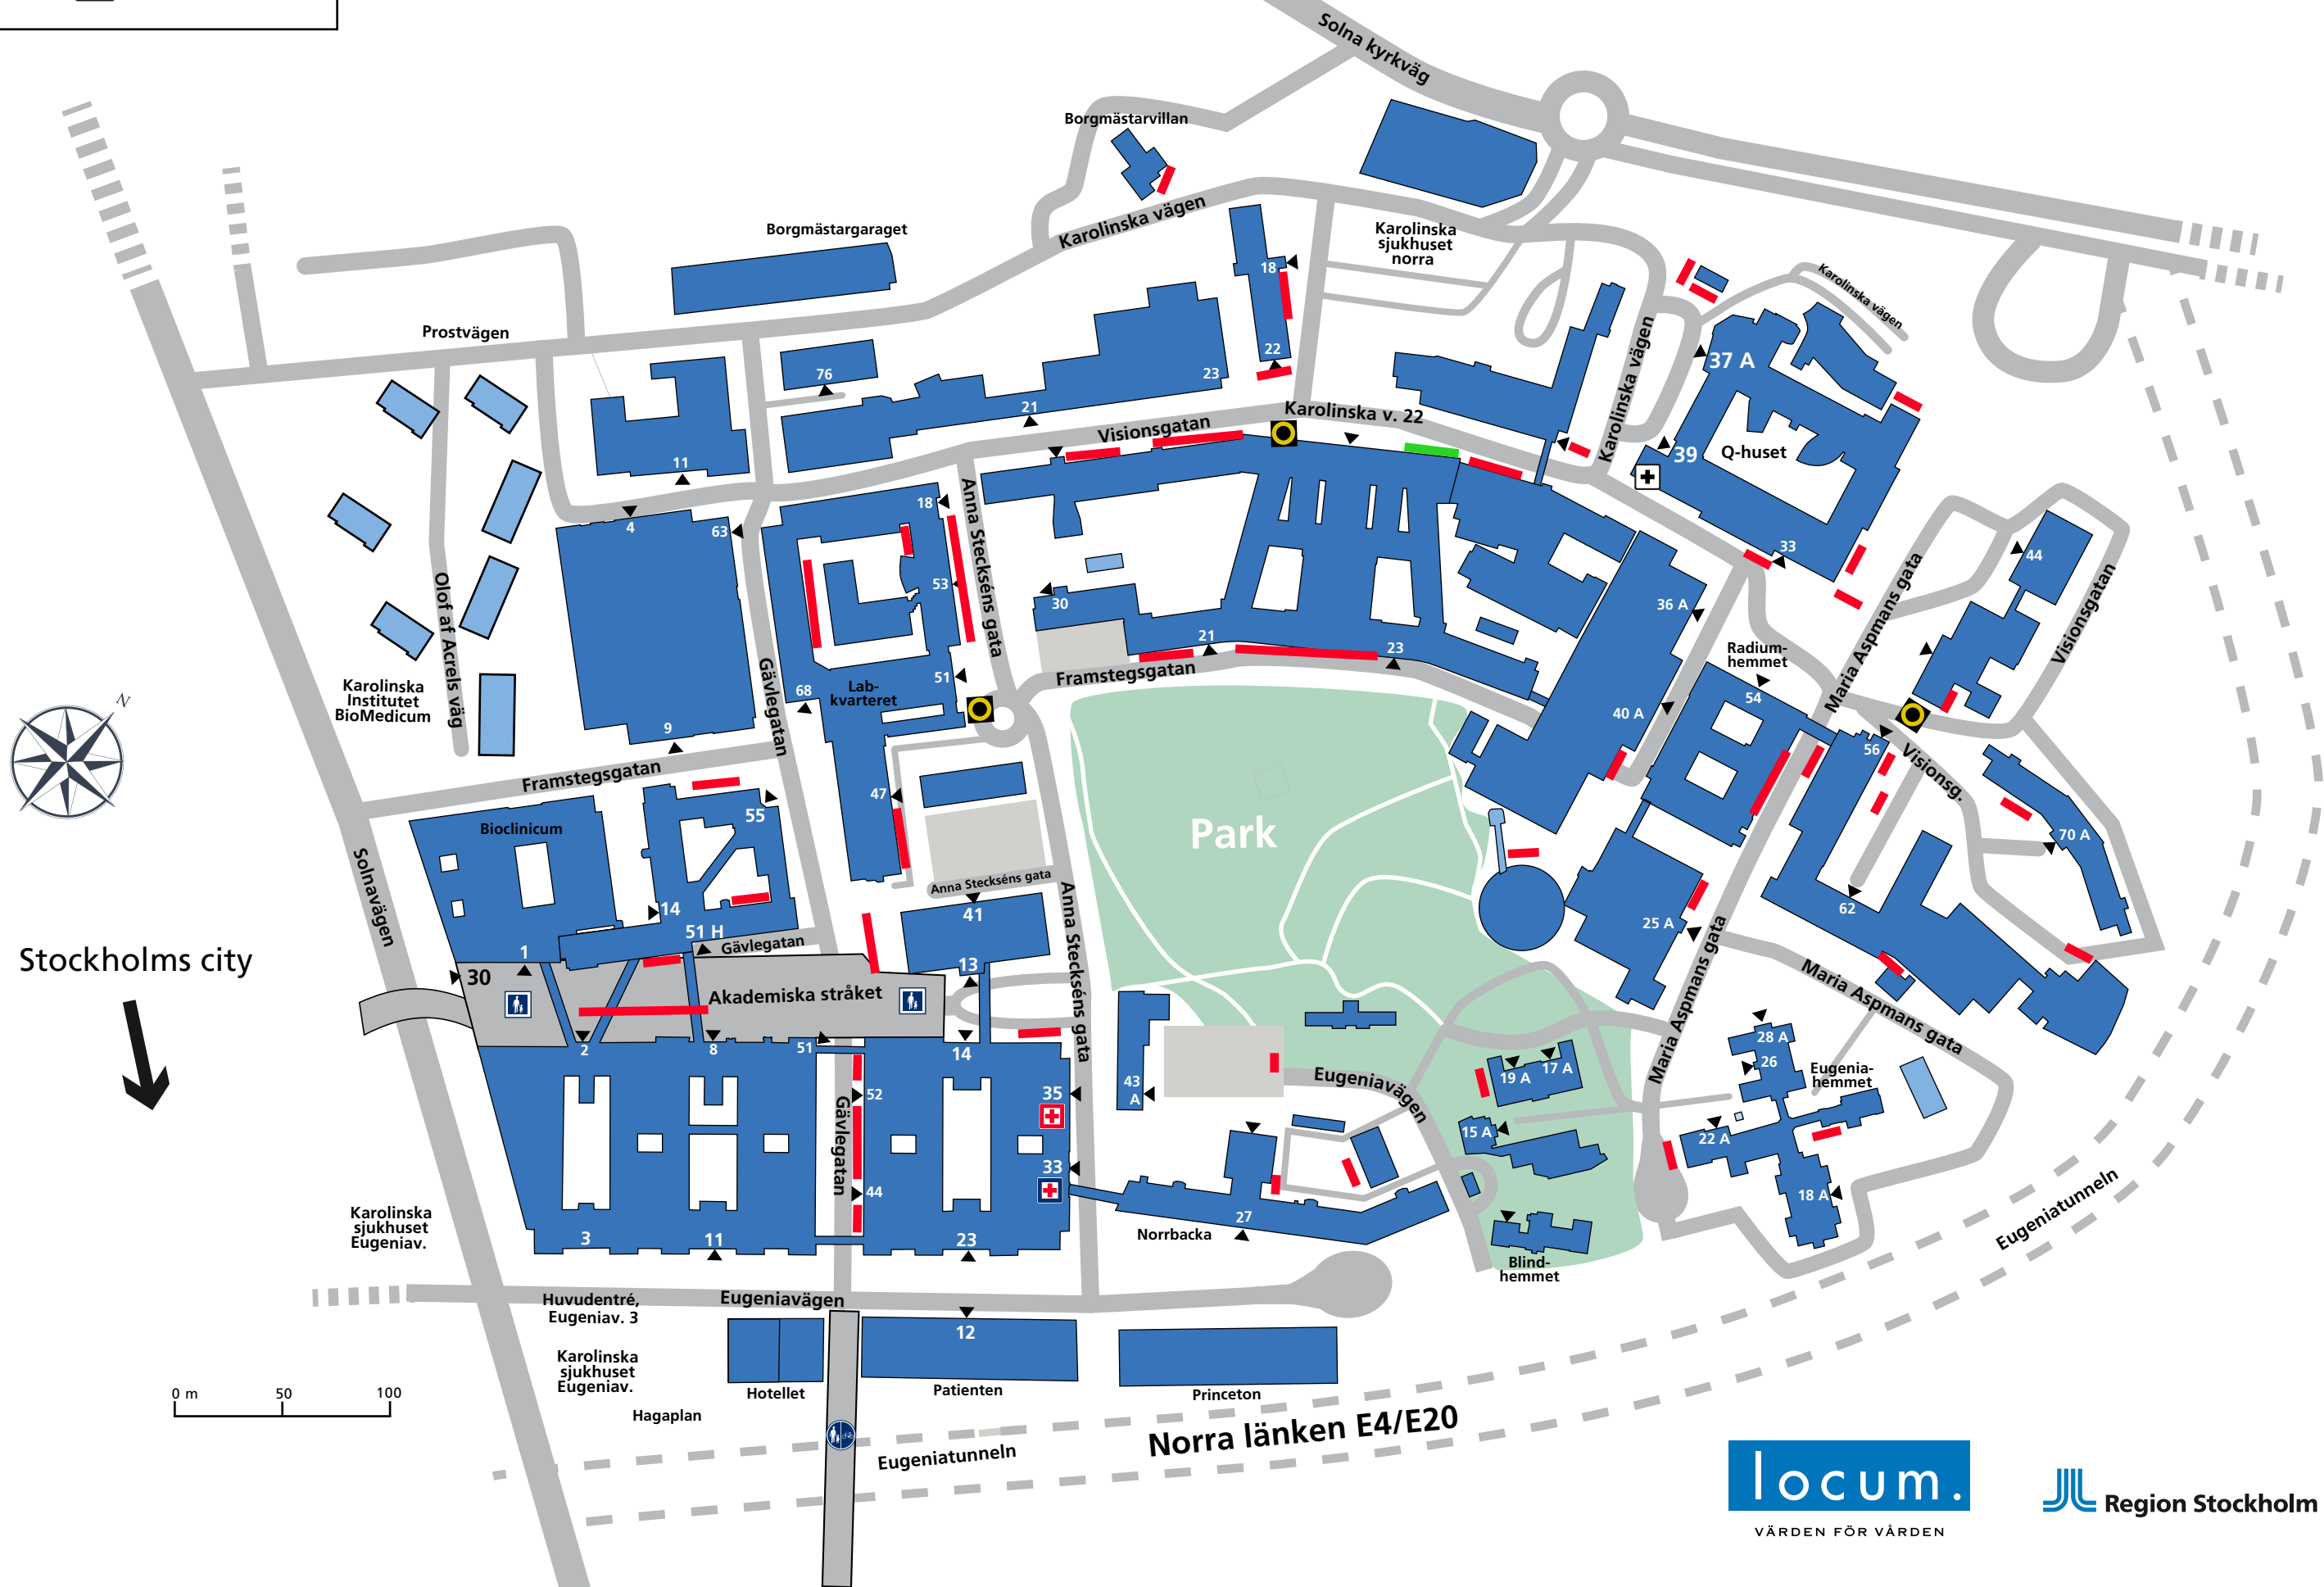 Solna kyrkväg
Borgmästarvillan
Karolinska vägen
Borgmästargaraget
Karolinska
sjukhuset
norra
18
22
Karolinska vägen
Karolinska vägen
37 A
39
Q-huset
33
Prostvägen
76
23
21
Visionsgatan
Karolinska v. 22
11
4
63
18
53
51
Anna Steckséns gata
30
21
23
Framstegsgatan
36 A
40 A
Radium-
hemmet
54
Maria Aspmans gata
44
Visionsgatan
56
Visionsg.
70 A
62
Olof af Acrels väg
Karolinska
Institutet
BioMedicum
N
9
Gävlegatan
68
Lab-
kvarteret
47
Framstegsgatan
Bioclinicum
55
14
51 H
1
30
Gävlegatan
Akademiska stråket
Anna Steckséns gata
41
13
Anna Steckséns gata
Park
25 A
Maria Aspmans gata
Maria Aspmans gata
Solnavägen
Stockholms city
2
8
51
14
52
35
Gävlegatan
33
44
3
11
23
43
A
Eugeniavägen
19 A
17 A
15 A
28 A
26
Eugenia-
hemmet
22 A
18 A
27
Norrbacka
Blind-
hemmet
Karolinska
sjukhuset
Eugeniav.
Huvudentré,
Eugeniav. 3
Eugeniavägen
12
Karolinska
sjukhuset
Eugeniav.
Hagaplan
Hotellet
Patienten
Princeton
Eugeniatunneln
0 m
50
100
Eugeniatunneln
Norra länken E4/E20
locum.
VÄRDEN FÖR VÅRDEN
Region Stockholm